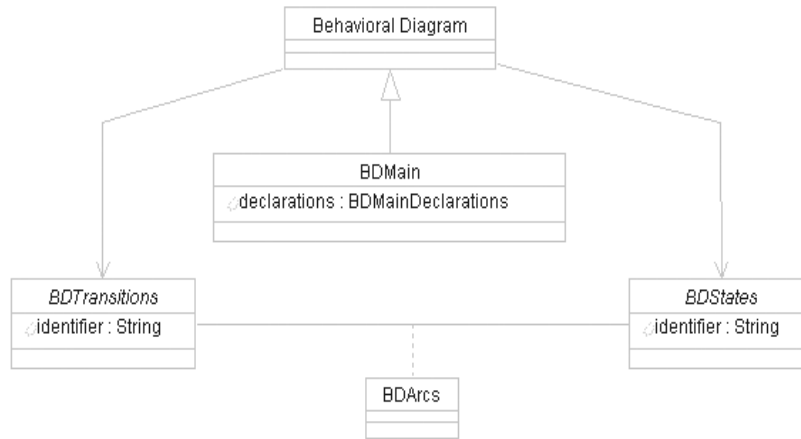 Behavioral Diagram
BDMain
declarations : BDMainDeclarations
BDTransitions
identifier : String
BDStates
identifier : String
BDArcs